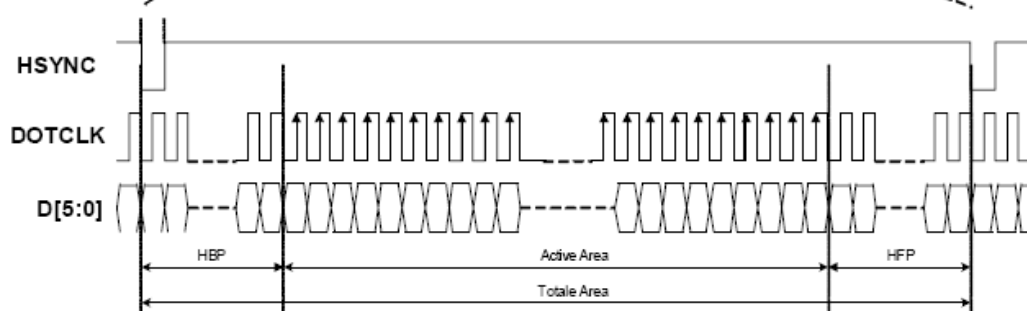 HSYNC
DOTCLK
D[5:0]
HBP Active Area HFP
Totale Area